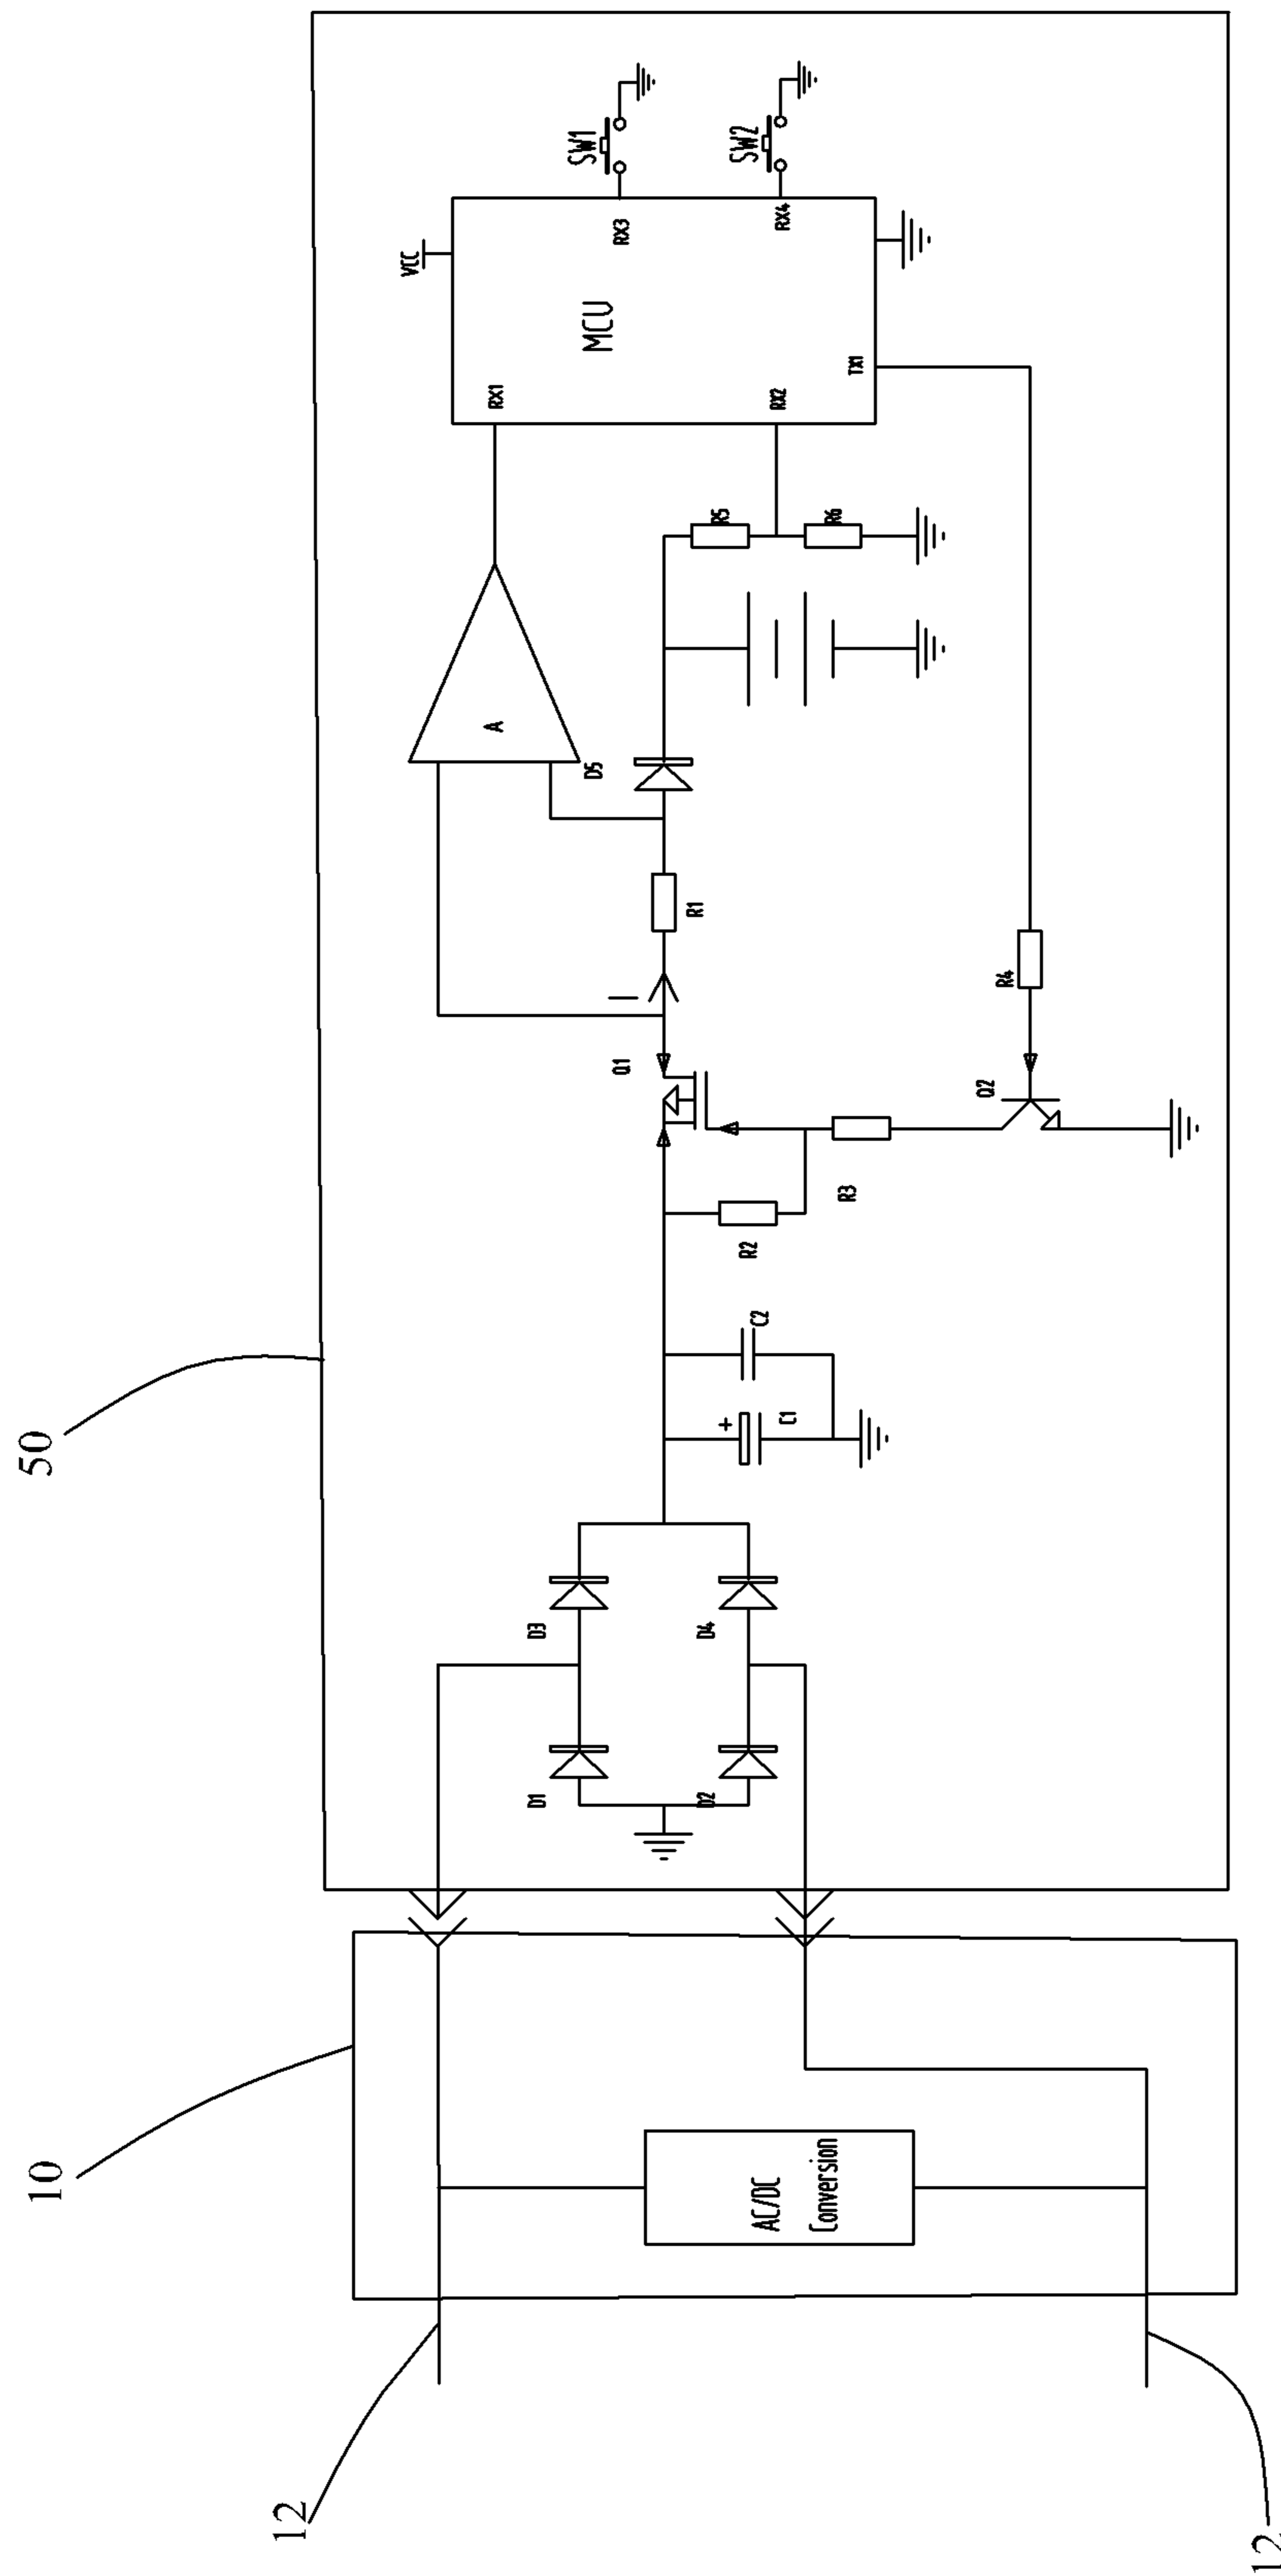 50
10
12
12
AC/DC
Conversion
D1
D2
D3
D4
+
C1
C2
R2
R3
Q1
Q2
I
R1
R4
D5
A
R5
R6
VCC
RX1
RX2
TX1
MCU
RX3
RX4
SW1
SW2